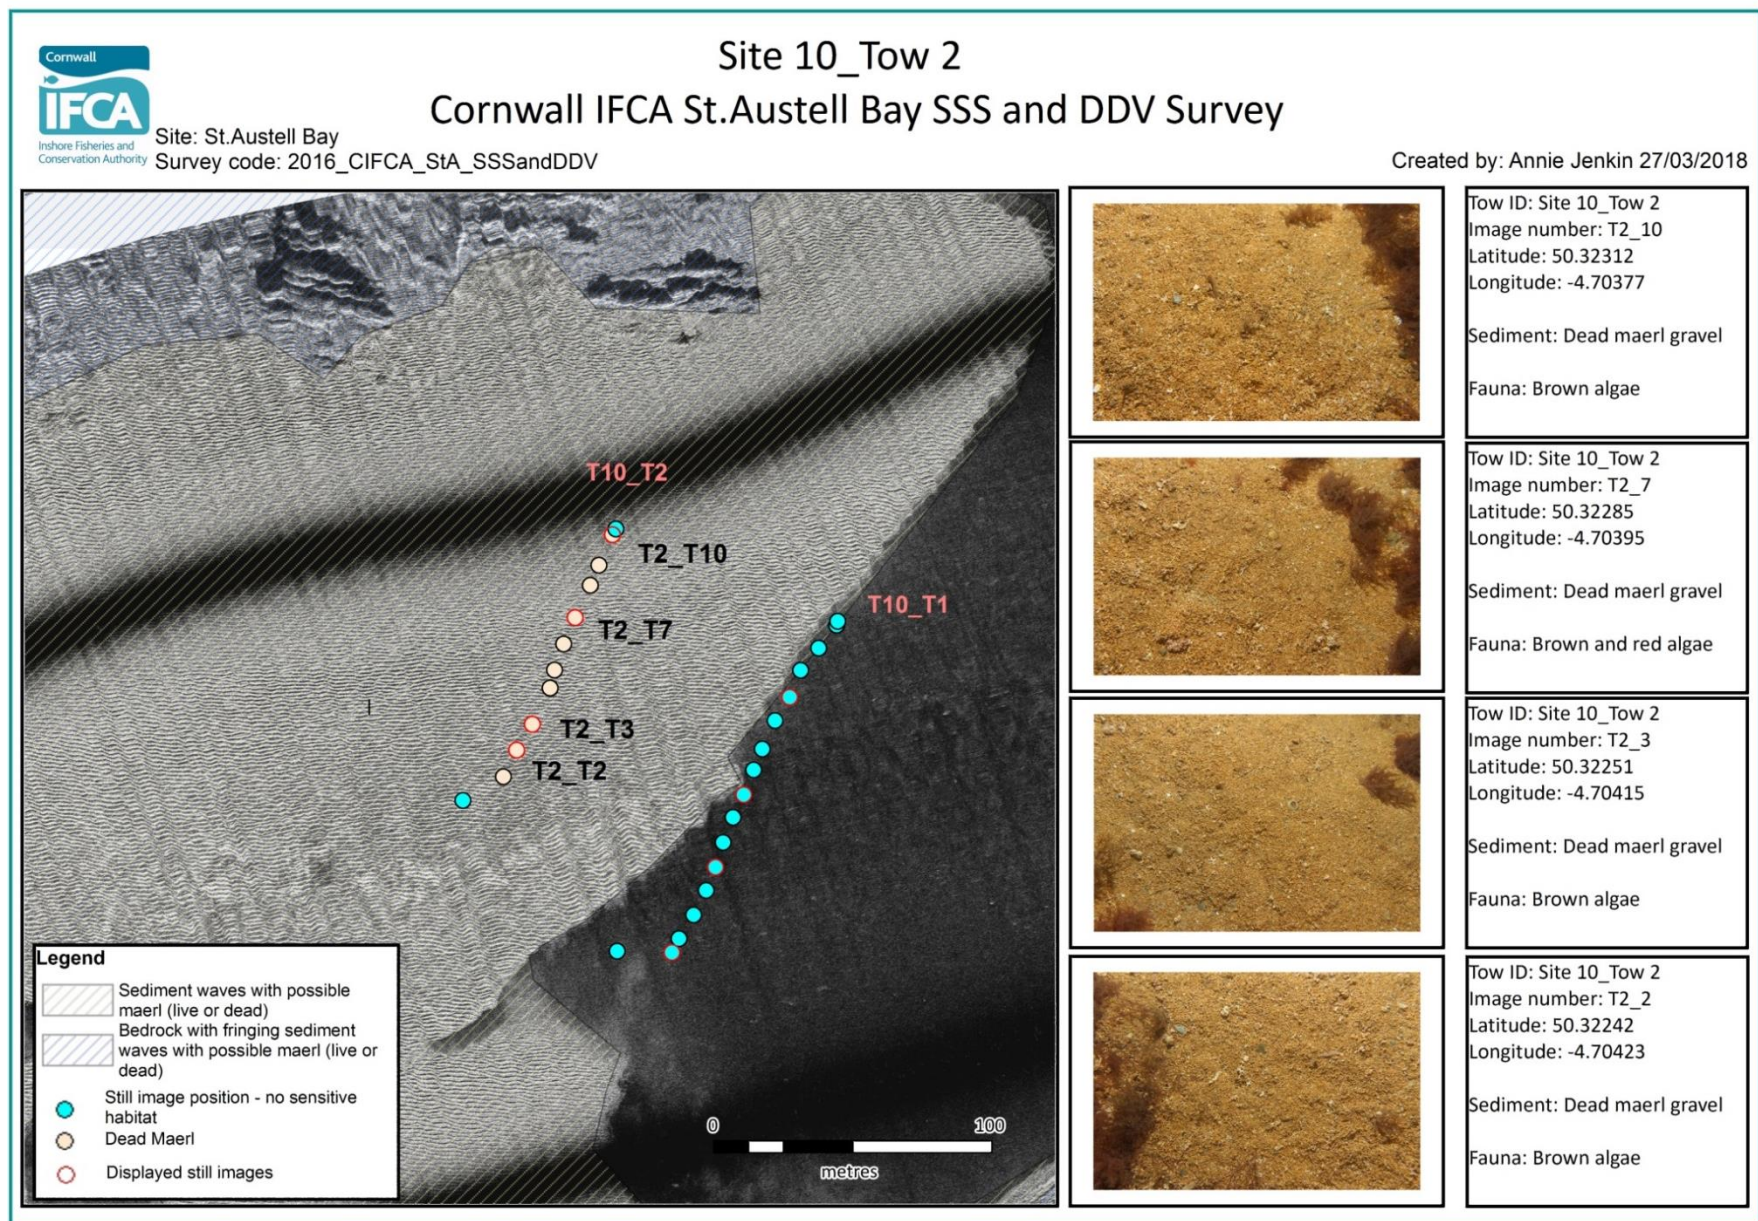 Cornwall
IFCA
Inshore Fisheries and
Conservation Authority
Site 10_Tow 2
Cornwall IFCA St.Austell Bay SSS and DDV Survey
Site: St.Austell Bay
Survey code: 2016_CIFCA_StA_SSSandDDV
Created by: Annie Jenkin 27/03/2018
T10_T2
T2_T10
T10_T1
T2_T7
T2_T3
T2_T2
Legend
Sediment waves with possible
maerl (live or dead)
Bedrock with fringing sediment
waves with possible maerl (live or
dead)
Still image position - no sensitive
habitat
Dead Maerl
Displayed still images
0 100
metres
Tow ID: Site 10_Tow 2
Image number: T2_10
Latitude: 50.32312
Longitude: -4.70377
Sediment: Dead maerl gravel
Fauna: Brown algae
Tow ID: Site 10_Tow 2
Image number: T2_7
Latitude: 50.32285
Longitude: -4.70395
Sediment: Dead maerl gravel
Fauna: Brown and red algae
Tow ID: Site 10_Tow 2
Image number: T2_3
Latitude: 50.32251
Longitude: -4.70415
Sediment: Dead maerl gravel
Fauna: Brown algae
Tow ID: Site 10_Tow 2
Image number: T2_2
Latitude: 50.32242
Longitude: -4.70423
Sediment: Dead maerl gravel
Fauna: Brown algae